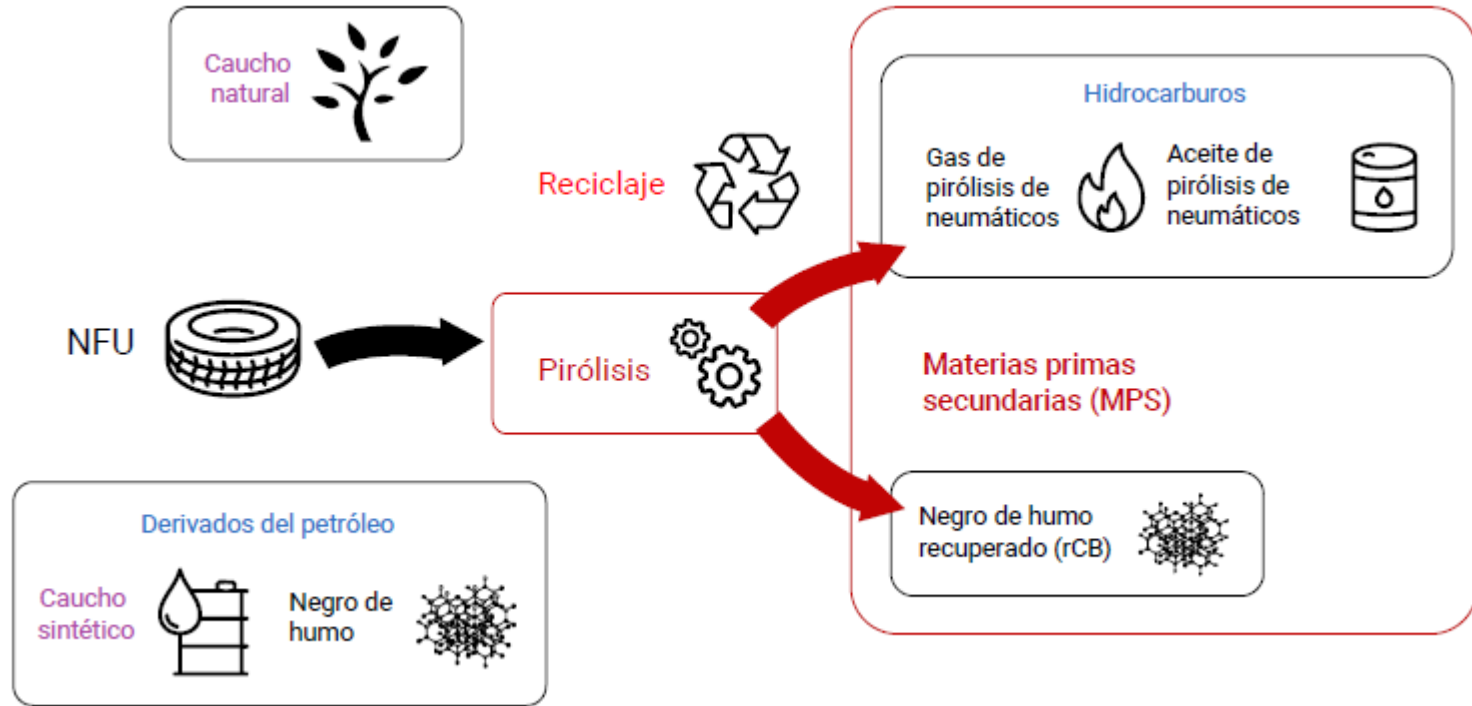 Caucho
natural
Reciclaje
NFU
Pirólisis
Derivados del petróleo
Caucho
sintético
Negro de
humo
Hidrocarburos
Gas de
pirólisis de
neumáticos
Aceite de
pirólisis de
neumáticos
Materias primas
secundarias (MPS)
Negro de humo
recuperado (rCB)